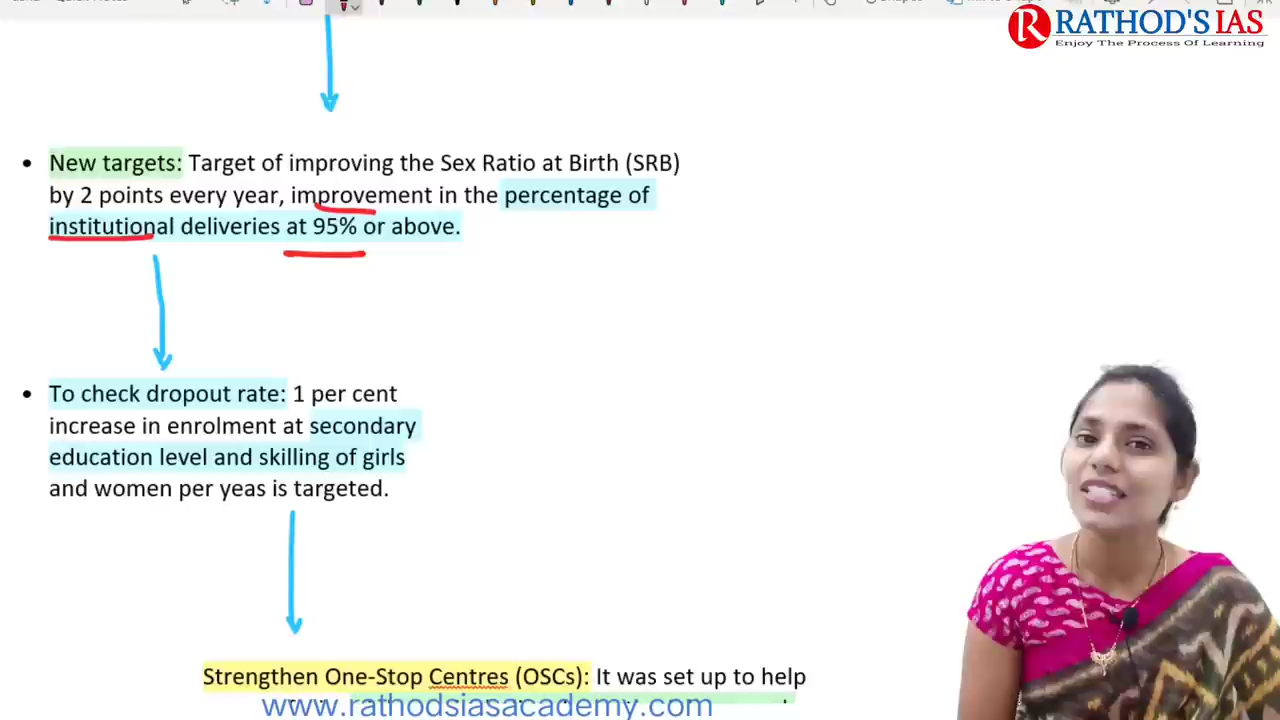 RATHOD'S IAS
Enjoy The Process Of Learning
New targets: Target of improving the Sex Ratio at Birth (SRB)
by 2 points every year, improvement in the percentage of
institutional deliveries at 95% or above.
To check dropout rate: 1 per cent
increase in enrolment at secondary
education level and skilling of girls
and women per yeas is targeted.
Strengthen One-Stop Centres (OSCs): It was set up to help
www.rathodsiasacademy.com